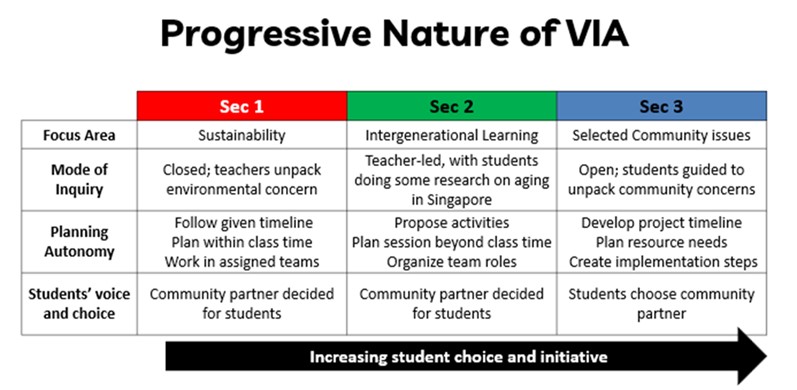 Progressive Nature of VIA
Sec 1 Sec 2 Sec 3
Focus Area Sustainability Intergenerational Learning Selected Community issues
Mode of
Inquiry
Closed; teachers unpack
environmental concern
Teacher-led, with students
doing some research on aging
in Singapore
Open; students guided to
unpack community concerns
Planning
Autonomy
Follow given timeline
Plan within class time
Work in assigned teams
Propose activities
Plan session beyond class time
Organize team roles
Develop project timeline
Plan resource needs
Create implementation steps
Students' voice
and choice
Community partner decided
for students
Community partner decided
for students
Students choose community
partner
Increasing student choice and initiative